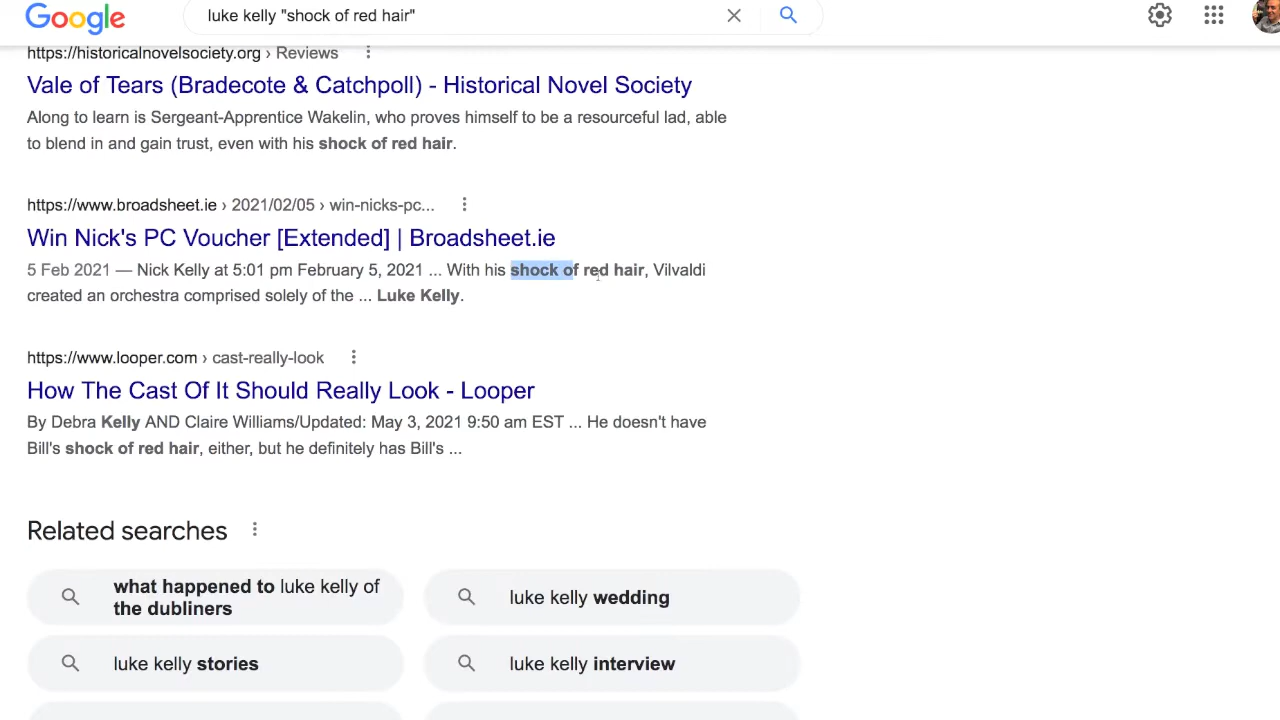 Google
luke kelly "shock of red hair"
https://historicalnovelsociety.org › Reviews
Vale of Tears (Bradecote & Catchpoll) - Historical Novel Society
Along to learn is Sergeant-Apprentice Wakelin, who proves himself to be a resourceful lad, able
to blend in and gain trust, even with his shock of red hair.
https://www.broadsheet.ie › 2021/02/05 › win-nicks-pc...
Win Nick's PC Voucher [Extended] | Broadsheet.ie
5 Feb 2021 — Nick Kelly at 5:01 pm February 5, 2021 ... With his shock of red hair, Vilvaldi
created an orchestra comprised solely of the ... Luke Kelly.
https://www.looper.com › cast-really-look
How The Cast Of It Should Really Look - Looper
By Debra Kelly AND Claire Williams/Updated: May 3, 2021 9:50 am EST ... He doesn't have
Bill's shock of red hair, either, but he definitely has Bill's ...
Related searches
what happened to luke kelly of
the dubliners
luke kelly wedding
luke kelly stories
luke kelly interview